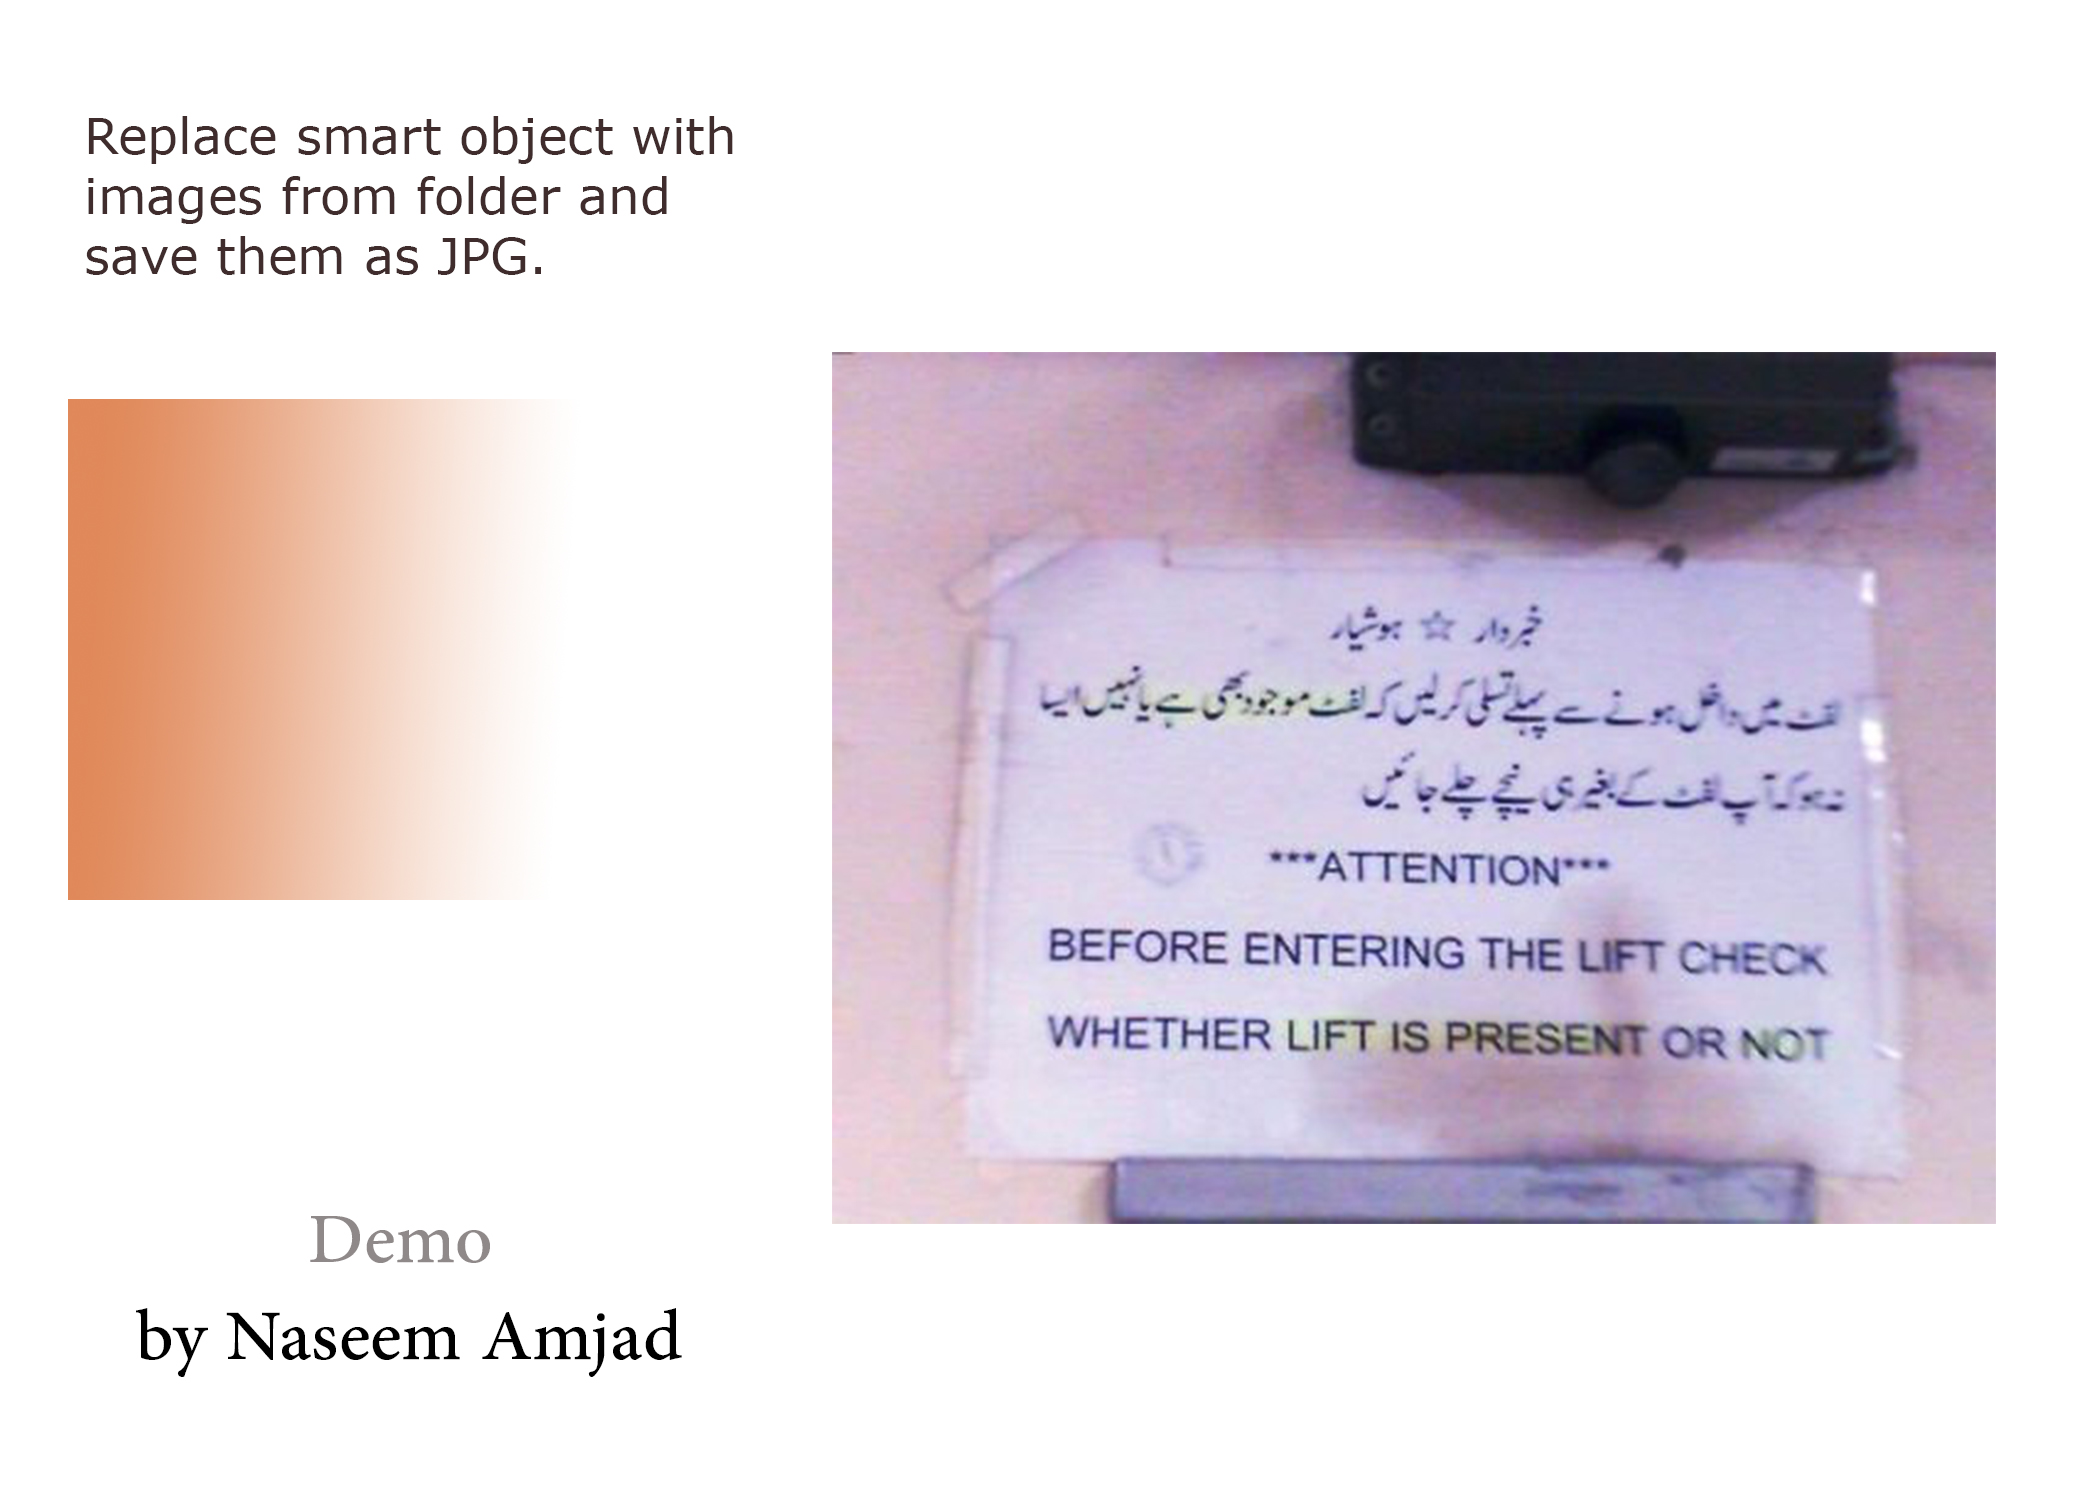 Replace smart object with
images from folder and
save them as JPG.
خبردار ☆ ہوشیار
لفٹ میں داخل ہونے سے پہلے تسلی کر لیں کہ لفٹ موجود بھی ہے یا نہیں ایسا
نہ ہو کہ آپ لفٹ کے بغیر ہی نیچے چلے جائیں
***ATTENTION***
BEFORE ENTERING THE LIFT CHECK
WHETHER LIFT IS PRESENT OR NOT
Demo
by Naseem Amjad